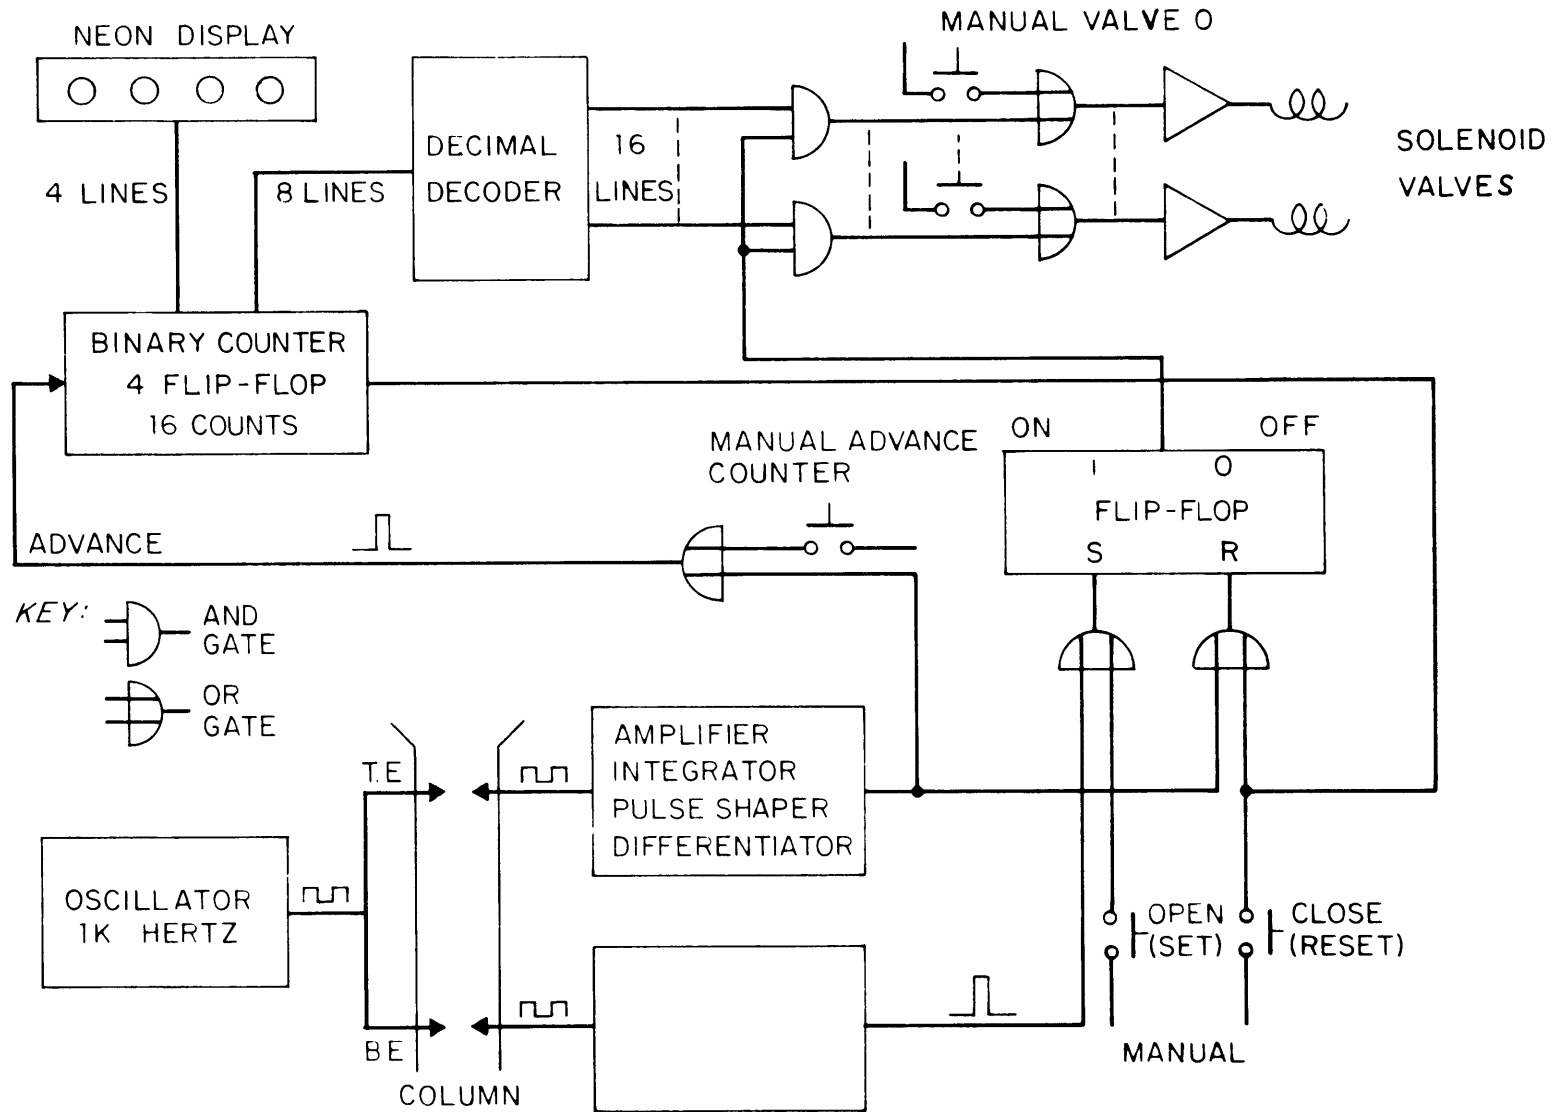 MANUAL VALVE 0
NEON DISPLAY
DECIMAL
DECODER
16
LINES
SOLENOID
VALVES
4 LINES
8 LINES
BINARY COUNTER
4 FLIP-FLOP
16 COUNTS
ON
OFF
MANUAL ADVANCE
COUNTER
1
0
FLIP-FLOP
S
R
ADVANCE
KEY:
AND
GATE
OR
GATE
T.E
AMPLIFIER
INTEGRATOR
PULSE SHAPER
DIFFERENTIATOR
OSCILLATOR
1K HERTZ
OPEN
(SET)
CLOSE
(RESET)
BE
MANUAL
COLUMN